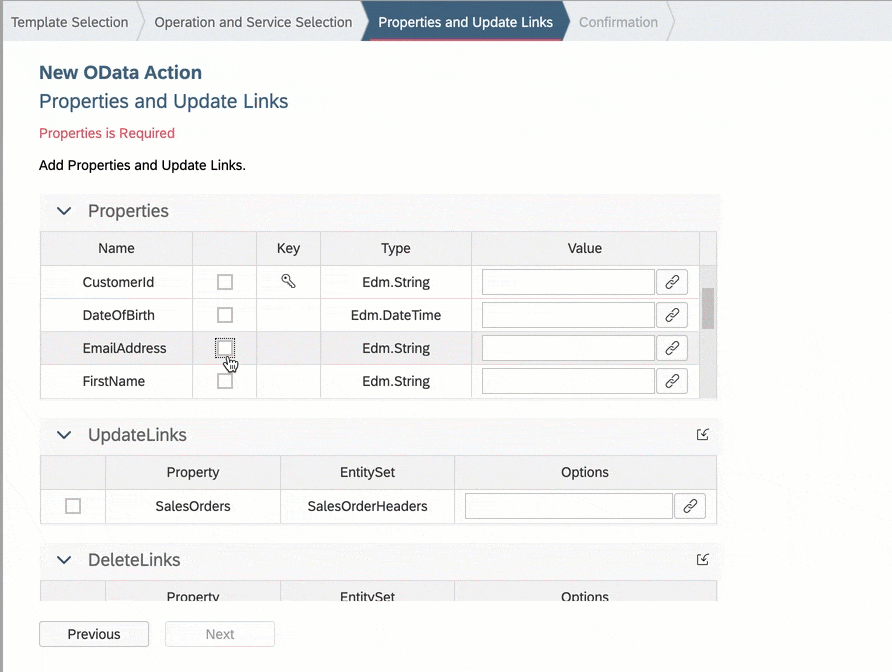 Template Selection Operation and Service Selection Properties and Update Links Confirmation
New OData Action
Properties and Update Links
Properties is Required
Add Properties and Update Links.
Properties
Name Key Type Value
CustomerId Edm.String
DateOfBirth Edm.DateTime
EmailAddress Edm.String
FirstName Edm.String
UpdateLinks
Property EntitySet Options
SalesOrders SalesOrderHeaders
DeleteLinks
Property EntitySet Options
Previous Next